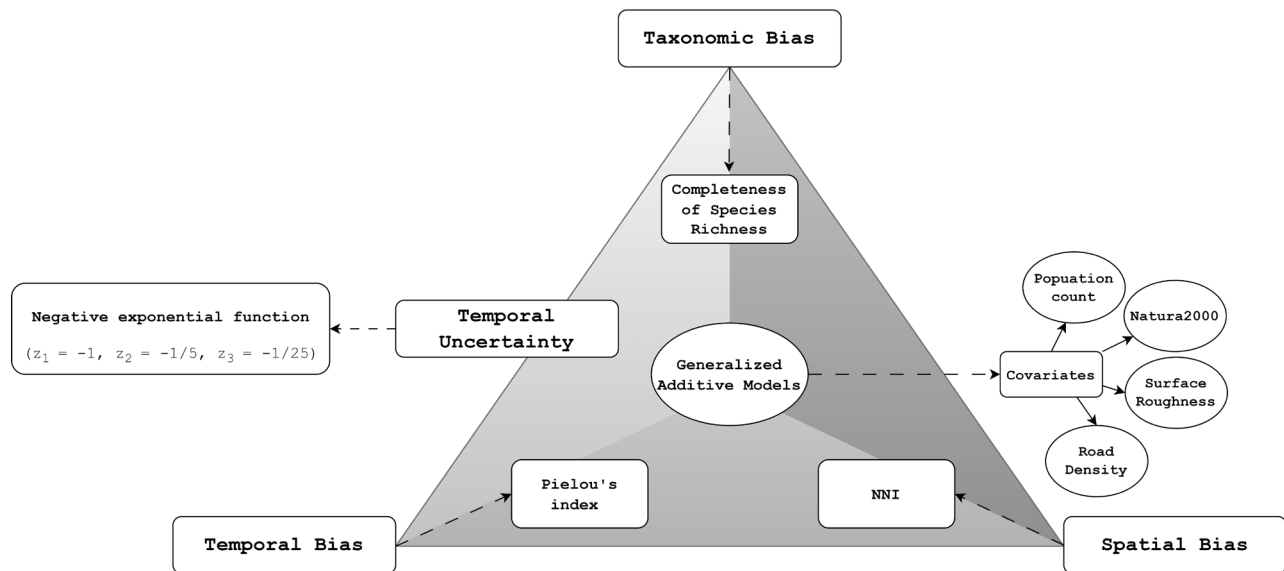 Taxonomic Bias
Completeness
of Species
Richness
Popuation
count
Natura2000
Negative exponential function
(z₁ = -1, z₂ = -1/5, z₃ = -1/25)
Temporal
Uncertainty
Generalized
Additive Models
Covariates
Surface
Roughness
Road
Density
Pielou's
index
NNI
Temporal Bias
Spatial Bias